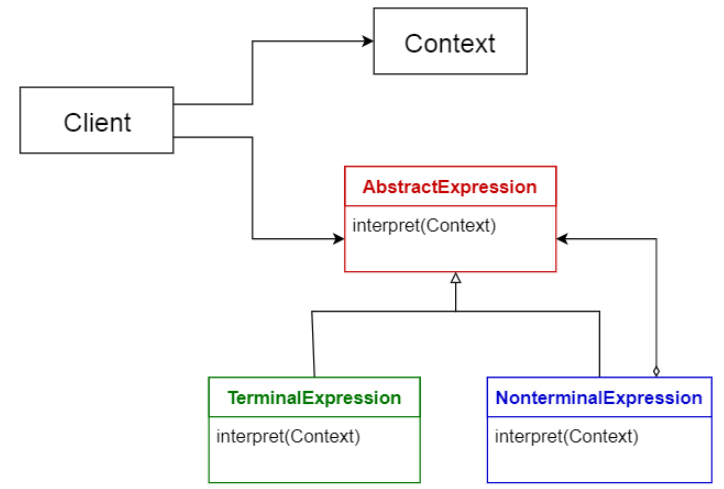 Context
Client
AbstractExpression
interpret(Context)
TerminalExpression
interpret(Context)
NonterminalExpression
interpret(Context)